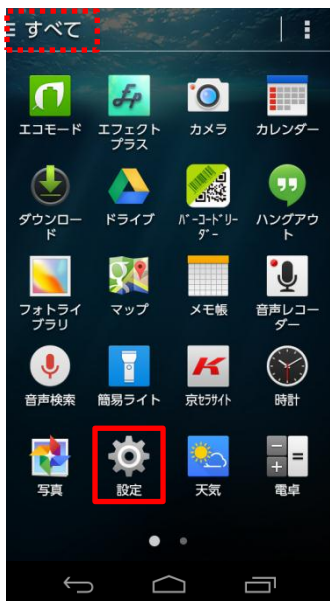 すべて
エコモード
エフェクト
プラス
カメラ
カレンダー
ダウンロー
ド
ドライブ
バーコードリー
ダー
ハングアウ
ト
フォトライ
ブラリ
マップ
メモ帳
音声レコー
ダー
音声検索
簡易ライト
京セラサイト
時計
写真
設定
天気
電卓